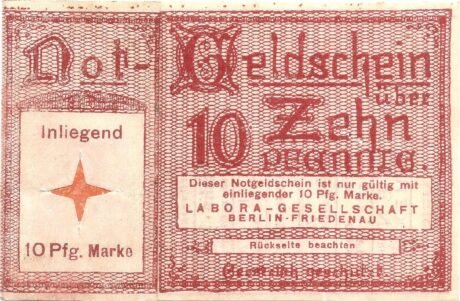 Not-Geldschein
über
10 Zehn
Pfennig.
Inliegend
10 Pfg. Marke
Dieser Notgeldschein ist nur gültig mit
einliegender 10 Pfg. Marke.
LABORA-GESELLSCHAFT
BERLIN-FRIEDENAU
Rückseite beachten
Gesetzlich geschützt.